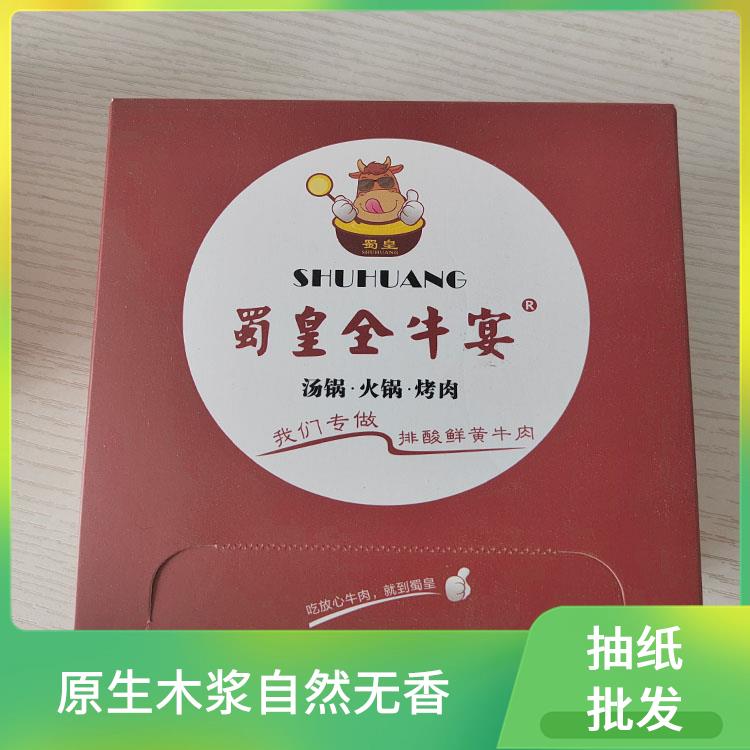 蜀皇
SHUHUANG
SHUHUANG
蜀皇全牛宴®
汤锅·火锅·烤肉
我们专做 排酸鲜黄牛肉
吃放心牛肉，就到蜀皇
原生木浆自然无香
抽纸
批发